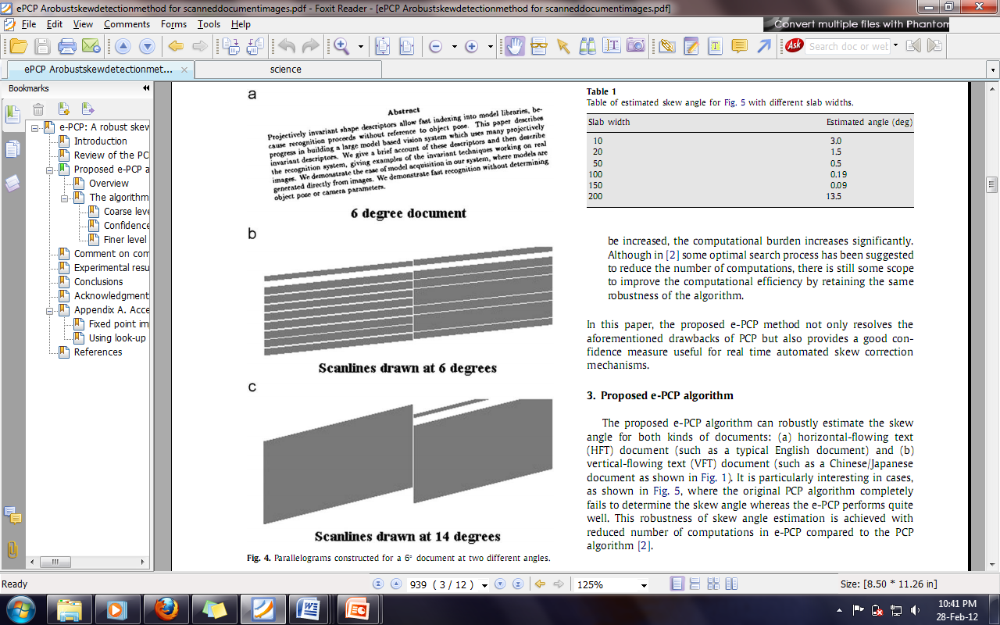 ePCP Arobustskewdetectionmethod for scanneddocumentimages.pdf - Foxit Reader - [ePCP Arobustskewdetectionmethod for scanneddocumentimages.pdf]
File Edit View Comments Forms Tools Help
Convert multiple files with Phantom
Ask Search doc or web
ePCP Arobustskewdetectionmet...
science
Bookmarks
e-PCP: A robust skew
Introduction
Review of the PC
Proposed e-PCP a
Overview
The algorithm
Coarse leve
Confidence
Finer level
Comment on com
Experimental resu
Conclusions
Acknowledgment
Appendix A. Acce
Fixed point im
Using look-up
References
a
Abstract
Projectively invariant shape descriptors allow fast indexing into model libraries, be-
cause recognition proceeds without reference to object pose. This paper describes
progress in building a large model based vision system which uses many projectively
invariant descriptors. We give a brief account of these descriptors and then describe
the recognition system, giving examples of the invariant techniques working on real
images. We demonstrate the ease of model acquisition in our system, where models are
generated directly from images. We demonstrate fast recognition without determining
object pose or camera parameters.
6 degree document
b
Scanlines drawn at 6 degrees
c
Scanlines drawn at 14 degrees
Fig. 4. Parallelograms constructed for a 6° document at two different angles.
Table 1
Table of estimated skew angle for Fig. 5 with different slab widths.
Slab width Estimated angle (deg)
10 3.0
20 1.5
50 0.5
100 0.19
150 0.09
200 13.5
be increased, the computational burden increases significantly.
Although in [2] some optimal search process has been suggested
to reduce the number of computations, there is still some scope
to improve the computational efficiency by retaining the same
robustness of the algorithm.
In this paper, the proposed e-PCP method not only resolves the
aforementioned drawbacks of PCP but also provides a good con-
fidence measure useful for real time automated skew correction
mechanisms.
3. Proposed e-PCP algorithm
The proposed e-PCP algorithm can robustly estimate the skew
angle for both kinds of documents: (a) horizontal-flowing text
(HFT) document (such as a typical English document) and (b)
vertical-flowing text (VFT) document (such as a Chinese/Japanese
document as shown in Fig. 1). It is particularly interesting in cases,
as shown in Fig. 5, where the original PCP algorithm completely
fails to determine the skew angle whereas the e-PCP performs quite
well. This robustness of skew angle estimation is achieved with
reduced number of computations in e-PCP compared to the PCP
algorithm [2].
Ready
939 ( 3 / 12 )
125%
Size: [8.50 * 11.26 in]
10:41 PM
28-Feb-12